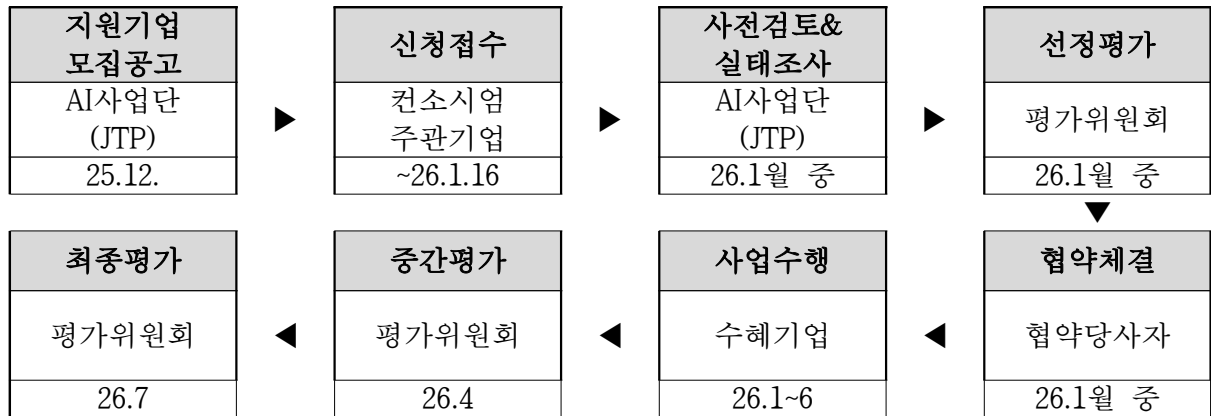 지원기업
모집공고
AI사업단
(JTP)
25.12.
▶
신청접수
컨소시엄
주관기업
~26.1.16
▶
사전검토&
실태조사
AI사업단
(JTP)
26.1월 중
▶
선정평가
평가위원회
26.1월 중
▼
협약체결
협약당사자
26.1월 중
◀
사업수행
수혜기업
26.1~6
◀
중간평가
평가위원회
26.4
◀
최종평가
평가위원회
26.7